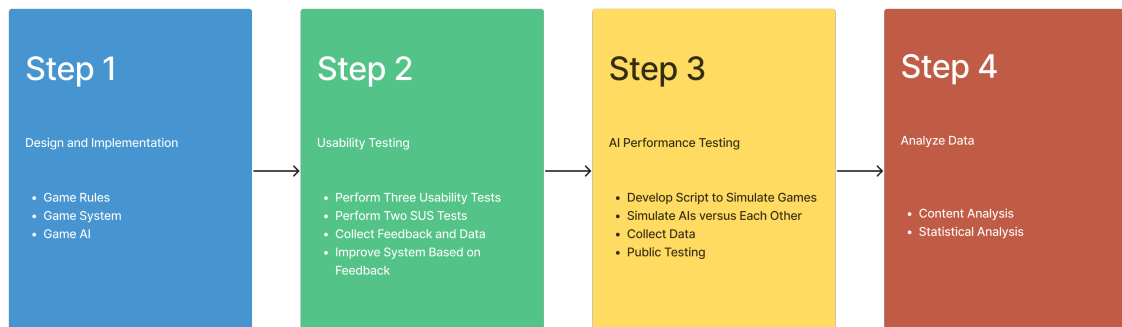 Step 1
Design and Implementation
• Game Rules
• Game System
• Game AI
Step 2
Usability Testing
• Perform Three Usability Tests
• Perform Two SUS Tests
• Collect Feedback and Data
• Improve System Based on
Feedback
Step 3
AI Performance Testing
• Develop Script to Simulate Games
• Simulate AIs versus Each Other
• Collect Data
• Public Testing
Step 4
Analyze Data
• Content Analysis
• Statistical Analysis